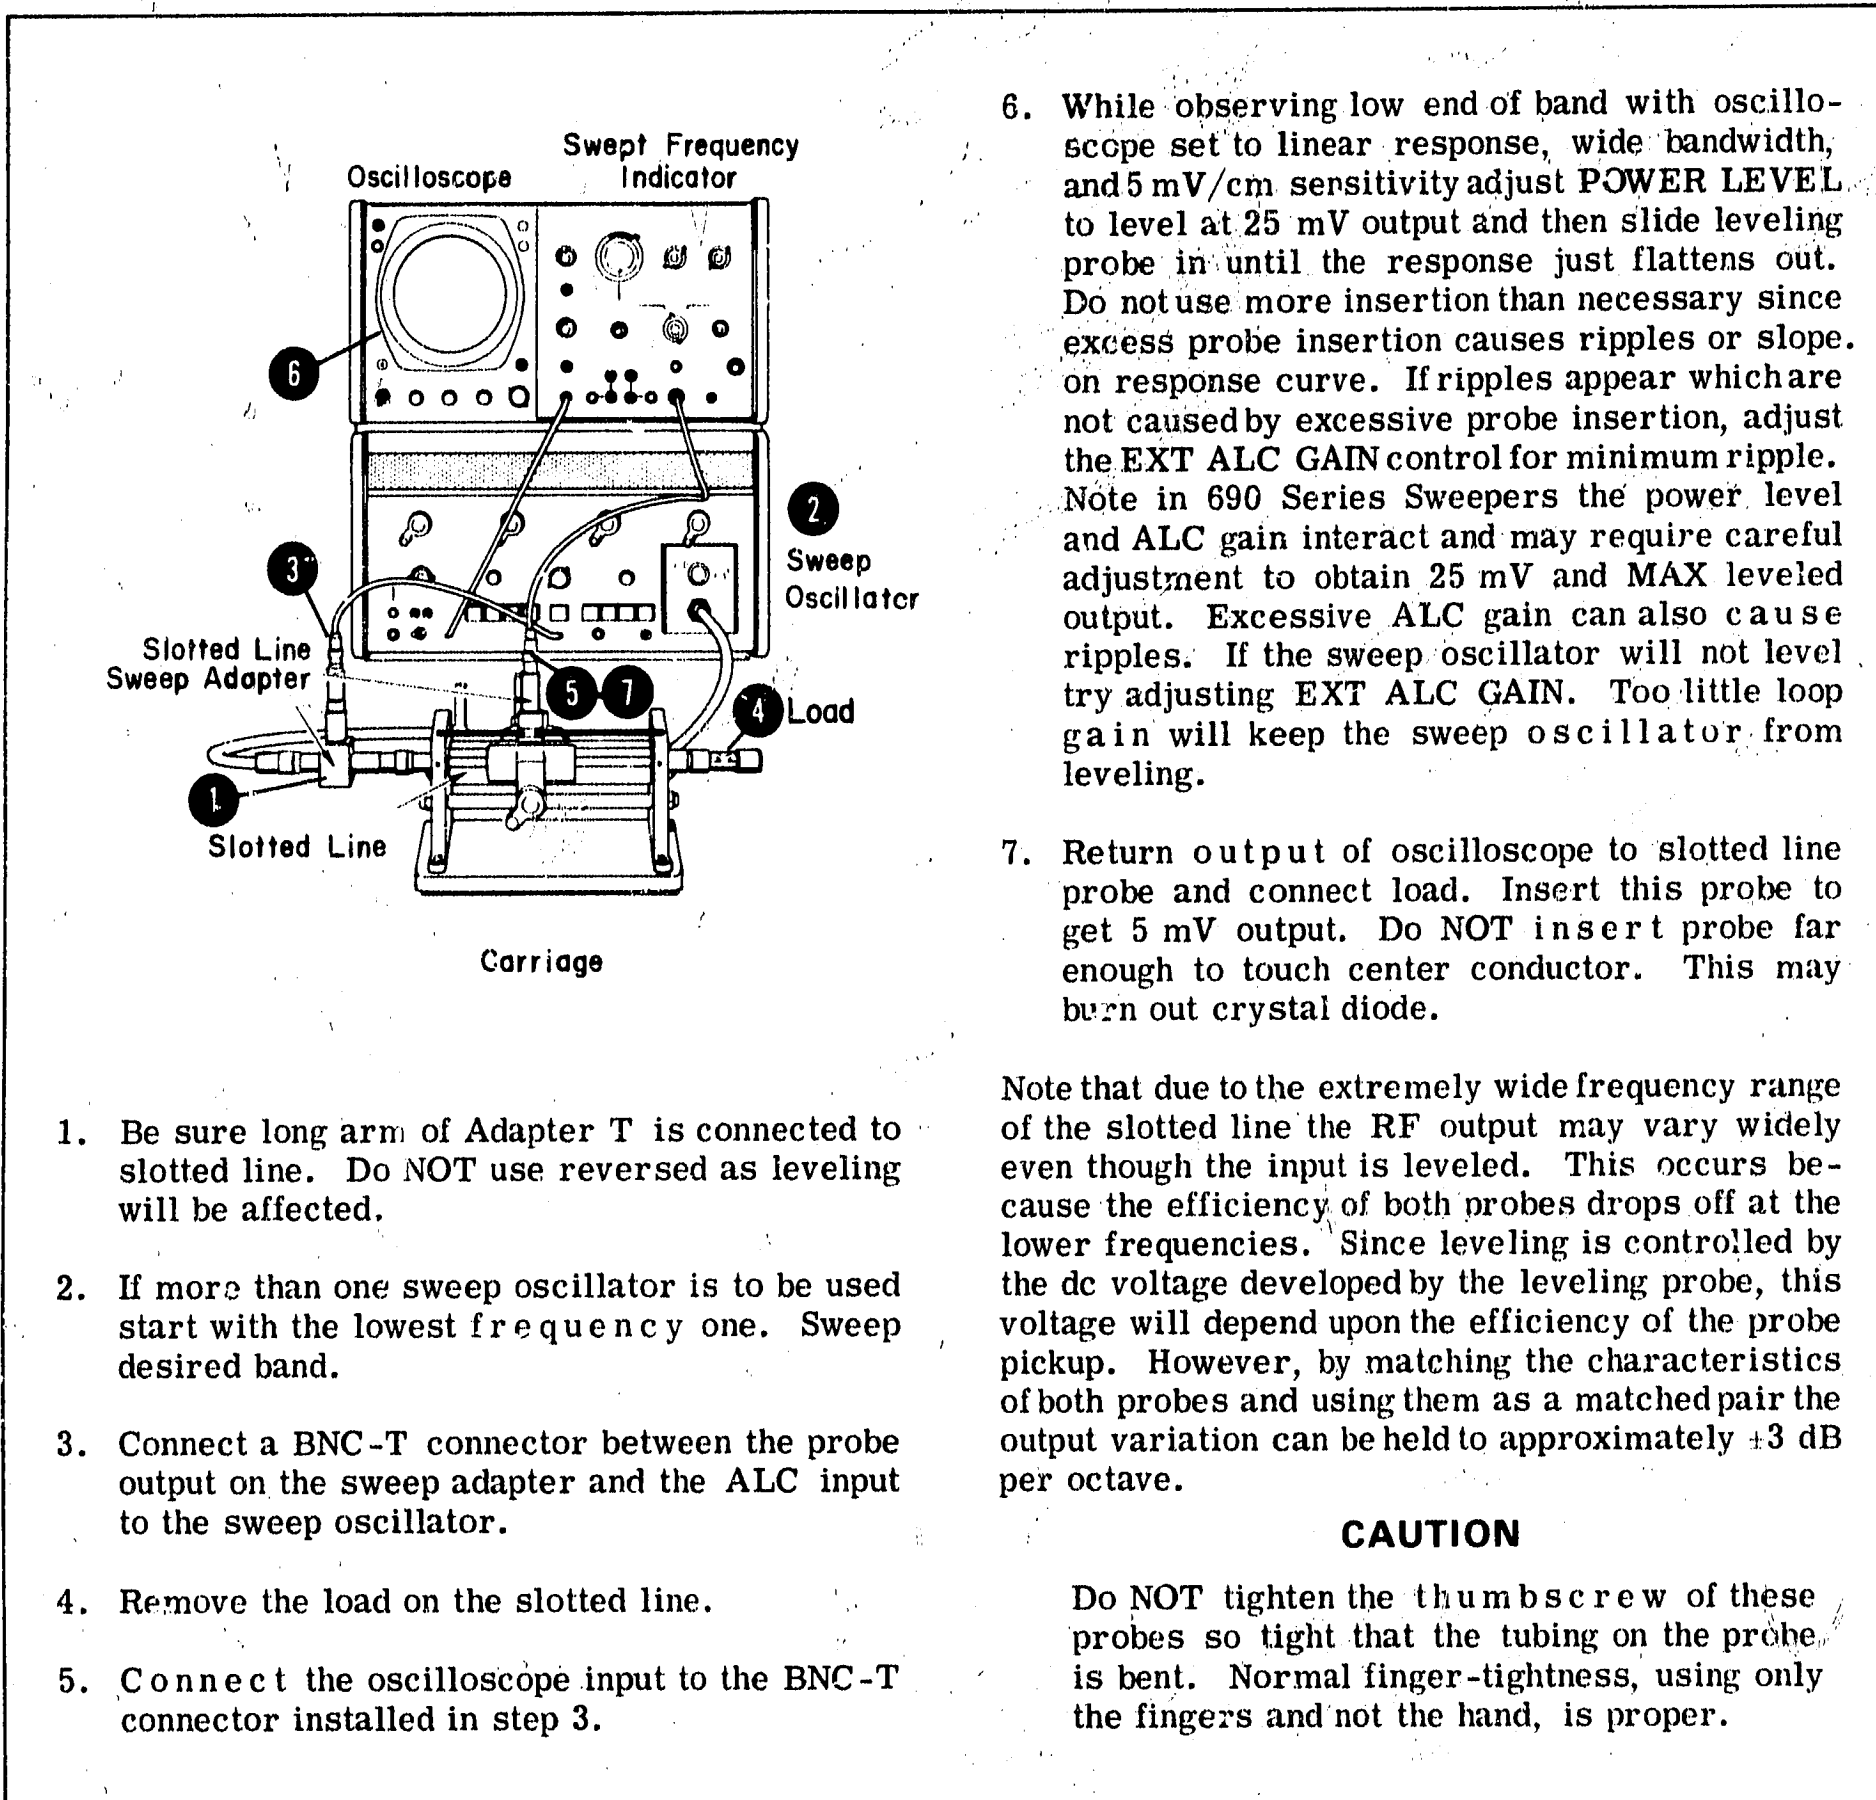 Swept Frequency
Indicator
Oscilloscope
6
2
Sweep
Oscillator
3
Slotted Line
Sweep Adapter
5
7
4
Load
1
Slotted Line
Carriage
1. Be sure long arm of Adapter T is connected to
slotted line. Do NOT use reversed as leveling
will be affected.
2. If more than one sweep oscillator is to be used
start with the lowest frequency one. Sweep
desired band.
3. Connect a BNC-T connector between the probe
output on the sweep adapter and the ALC input
to the sweep oscillator.
4. Remove the load on the slotted line.
5. Connect the oscilloscope input to the BNC-T
connector installed in step 3.
6. While observing low end of band with oscillo-
scope set to linear response, wide bandwidth,
and 5 mV/cm sensitivity adjust POWER LEVEL
to level at 25 mV output and then slide leveling
probe in until the response just flattens out.
Do not use more insertion than necessary since
excess probe insertion causes ripples or slope.
on response curve. If ripples appear which are
not caused by excessive probe insertion, adjust
the EXT ALC GAIN control for minimum ripple.
Note in 690 Series Sweepers the power level
and ALC gain interact and may require careful
adjustment to obtain 25 mV and MAX leveled
output. Excessive ALC gain can also cause
ripples. If the sweep oscillator will not level
try adjusting EXT ALC GAIN. Too little loop
gain will keep the sweep oscillator from
leveling.
7. Return output of oscilloscope to slotted line
probe and connect load. Insert this probe to
get 5 mV output. Do NOT insert probe far
enough to touch center conductor. This may
burn out crystal diode.
Note that due to the extremely wide frequency range
of the slotted line the RF output may vary widely
even though the input is leveled. This occurs be-
cause the efficiency of both probes drops off at the
lower frequencies. Since leveling is controlled by
the dc voltage developed by the leveling probe, this
voltage will depend upon the efficiency of the probe
pickup. However, by matching the characteristics
of both probes and using them as a matched pair the
output variation can be held to approximately ±3 dB
per octave.
CAUTION
Do NOT tighten the thumbscrew of these
probes so tight that the tubing on the probe
is bent. Normal finger-tightness, using only
the fingers and not the hand, is proper.